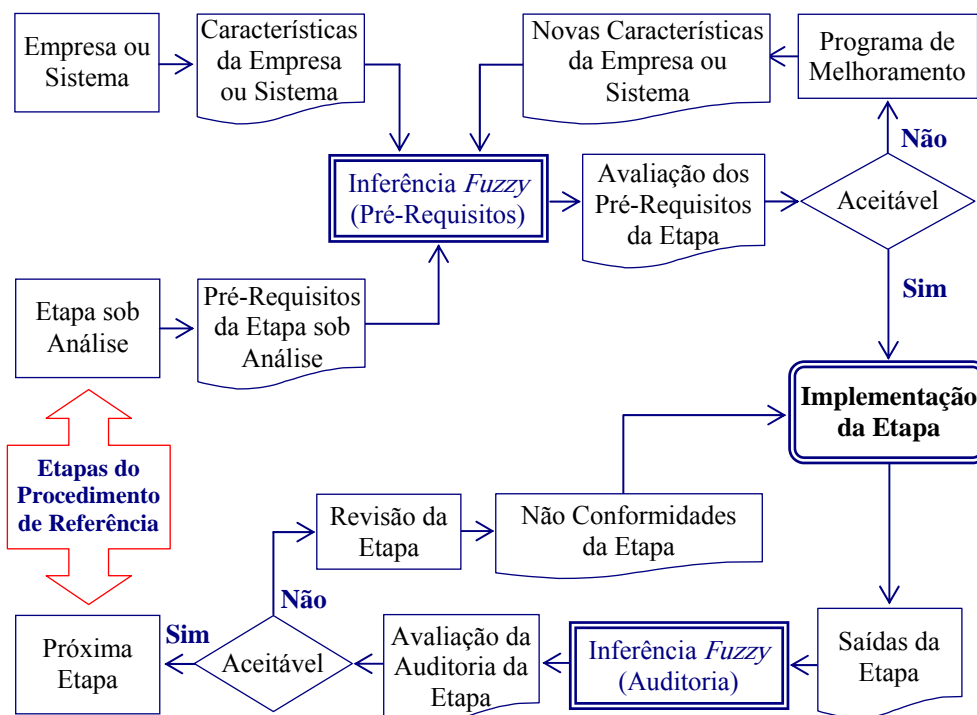 Empresa ou
Sistema
Características
da Empresa
ou Sistema
Novas Características
da Empresa ou
Sistema
Programa de
Melhoramento
Não
Inferência Fuzzy
(Pré-Requisitos)
Avaliação dos
Pré-Requisitos
da Etapa
Aceitável
Sim
Etapa sob
Análise
Pré-Requisitos
da Etapa sob
Análise
Implementação
da Etapa
Etapas do
Procedimento
de Referência
Revisão da
Etapa
Não Conformidades
da Etapa
Não
Sim
Próxima
Etapa
Aceitável
Avaliação da
Auditoria da
Etapa
Inferência Fuzzy
(Auditoria)
Saídas da
Etapa